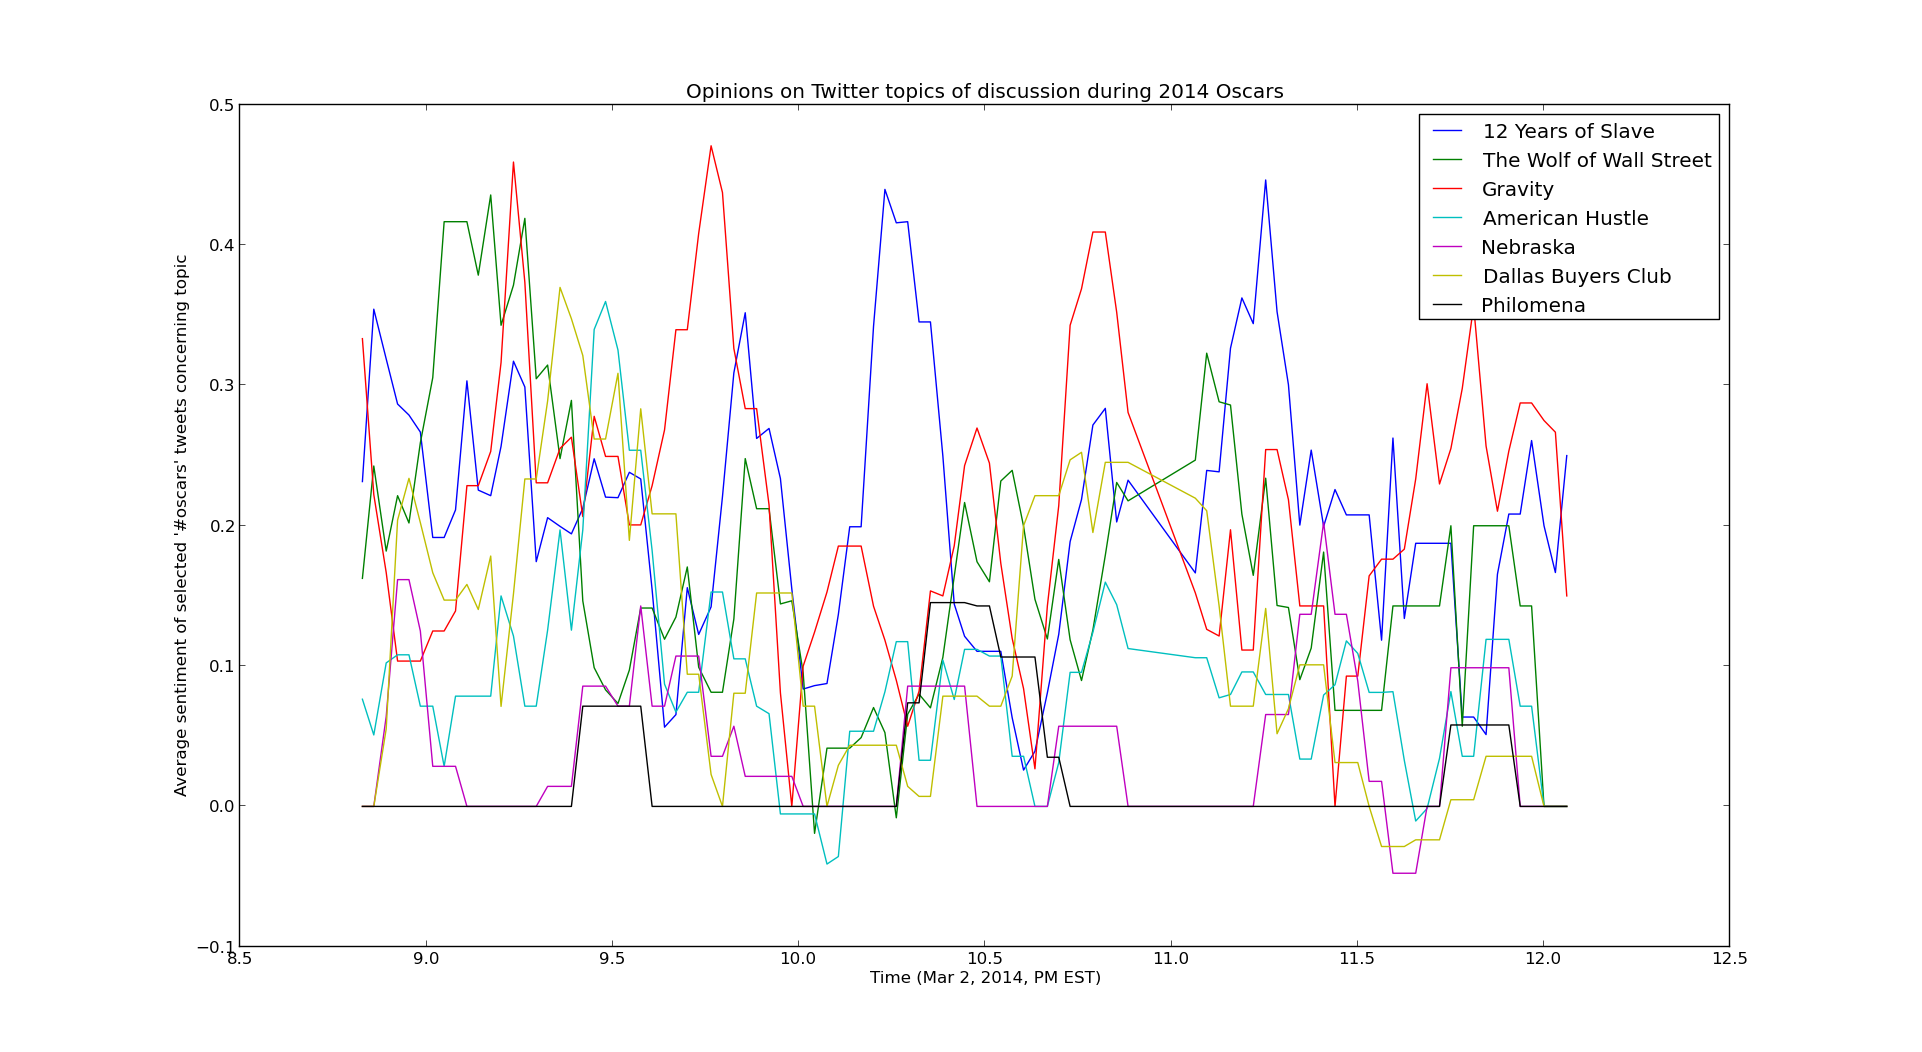 Opinions on Twitter topics of discussion during 2014 Oscars
0.5
0.4
0.3
0.2
0.1
0.0
−0.1
Average sentiment of selected '#oscars' tweets concerning topic
12 Years of Slave
The Wolf of Wall Street
Gravity
American Hustle
Nebraska
Dallas Buyers Club
Philomena
8.5 9.0 9.5 10.0 10.5 11.0 11.5 12.0 12.5
Time (Mar 2, 2014, PM EST)